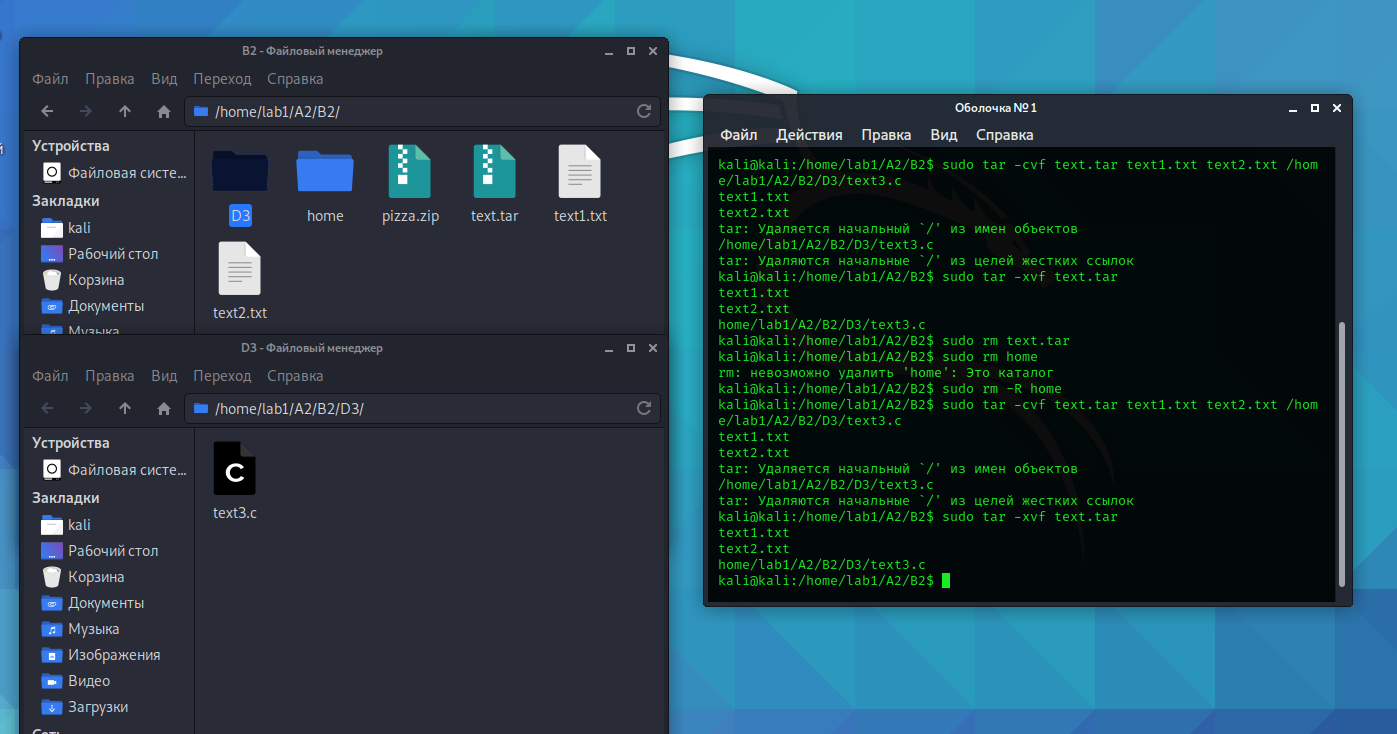 B2 - Файловый менеджер
Файл Правка Вид Переход Справка
/home/lab1/A2/B2/
Устройства
Файловая систе...
Закладки
kali
Рабочий стол
Корзина
Документы
Музыка
D3
home
pizza.zip
text.tar
text1.txt
text2.txt
D3 - Файловый менеджер
Файл Правка Вид Переход Справка
/home/lab1/A2/B2/D3/
Устройства
Файловая систе...
Закладки
kali
Рабочий стол
Корзина
Документы
Музыка
Изображения
Видео
Загрузки
Сеть
text3.c
Оболочка №1
Файл Действия Правка Вид Справка
kali@kali:/home/lab1/A2/B2$ sudo tar -cvf text.tar text1.txt text2.txt /hom
e/lab1/A2/B2/D3/text3.c
text1.txt
text2.txt
tar: Удаляется начальный `/' из имен объектов
/home/lab1/A2/B2/D3/text3.c
tar: Удаляются начальные `/' из целей жестких ссылок
kali@kali:/home/lab1/A2/B2$ sudo tar -xvf text.tar
text1.txt
text2.txt
home/lab1/A2/B2/D3/text3.c
kali@kali:/home/lab1/A2/B2$ sudo rm text.tar
kali@kali:/home/lab1/A2/B2$ sudo rm home
rm: невозможно удалить 'home': Это каталог
kali@kali:/home/lab1/A2/B2$ sudo rm -R home
kali@kali:/home/lab1/A2/B2$ sudo tar -cvf text.tar text1.txt text2.txt /hom
e/lab1/A2/B2/D3/text3.c
text1.txt
text2.txt
tar: Удаляется начальный `/' из имен объектов
/home/lab1/A2/B2/D3/text3.c
tar: Удаляются начальные `/' из целей жестких ссылок
kali@kali:/home/lab1/A2/B2$ sudo tar -xvf text.tar
text1.txt
text2.txt
home/lab1/A2/B2/D3/text3.c
kali@kali:/home/lab1/A2/B2$